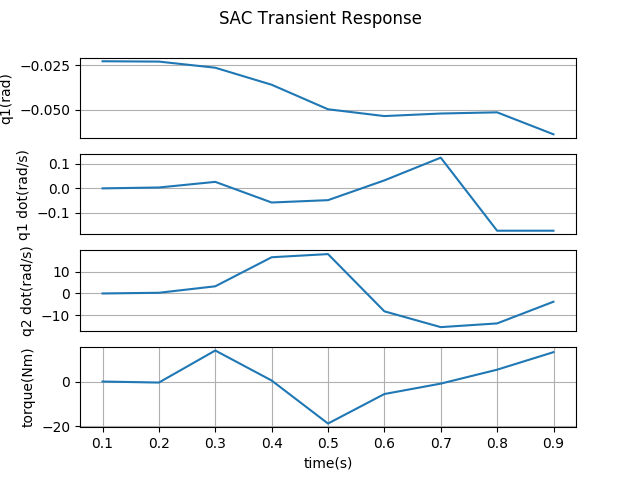 SAC Transient Response
q1(rad)
−0.025
−0.050
q1 dot(rad/s)
0.1
0.0
−0.1
q2 dot(rad/s)
10
0
−10
torque(Nm)
0
−20
0.1 0.2 0.3 0.4 0.5 0.6 0.7 0.8 0.9
time(s)